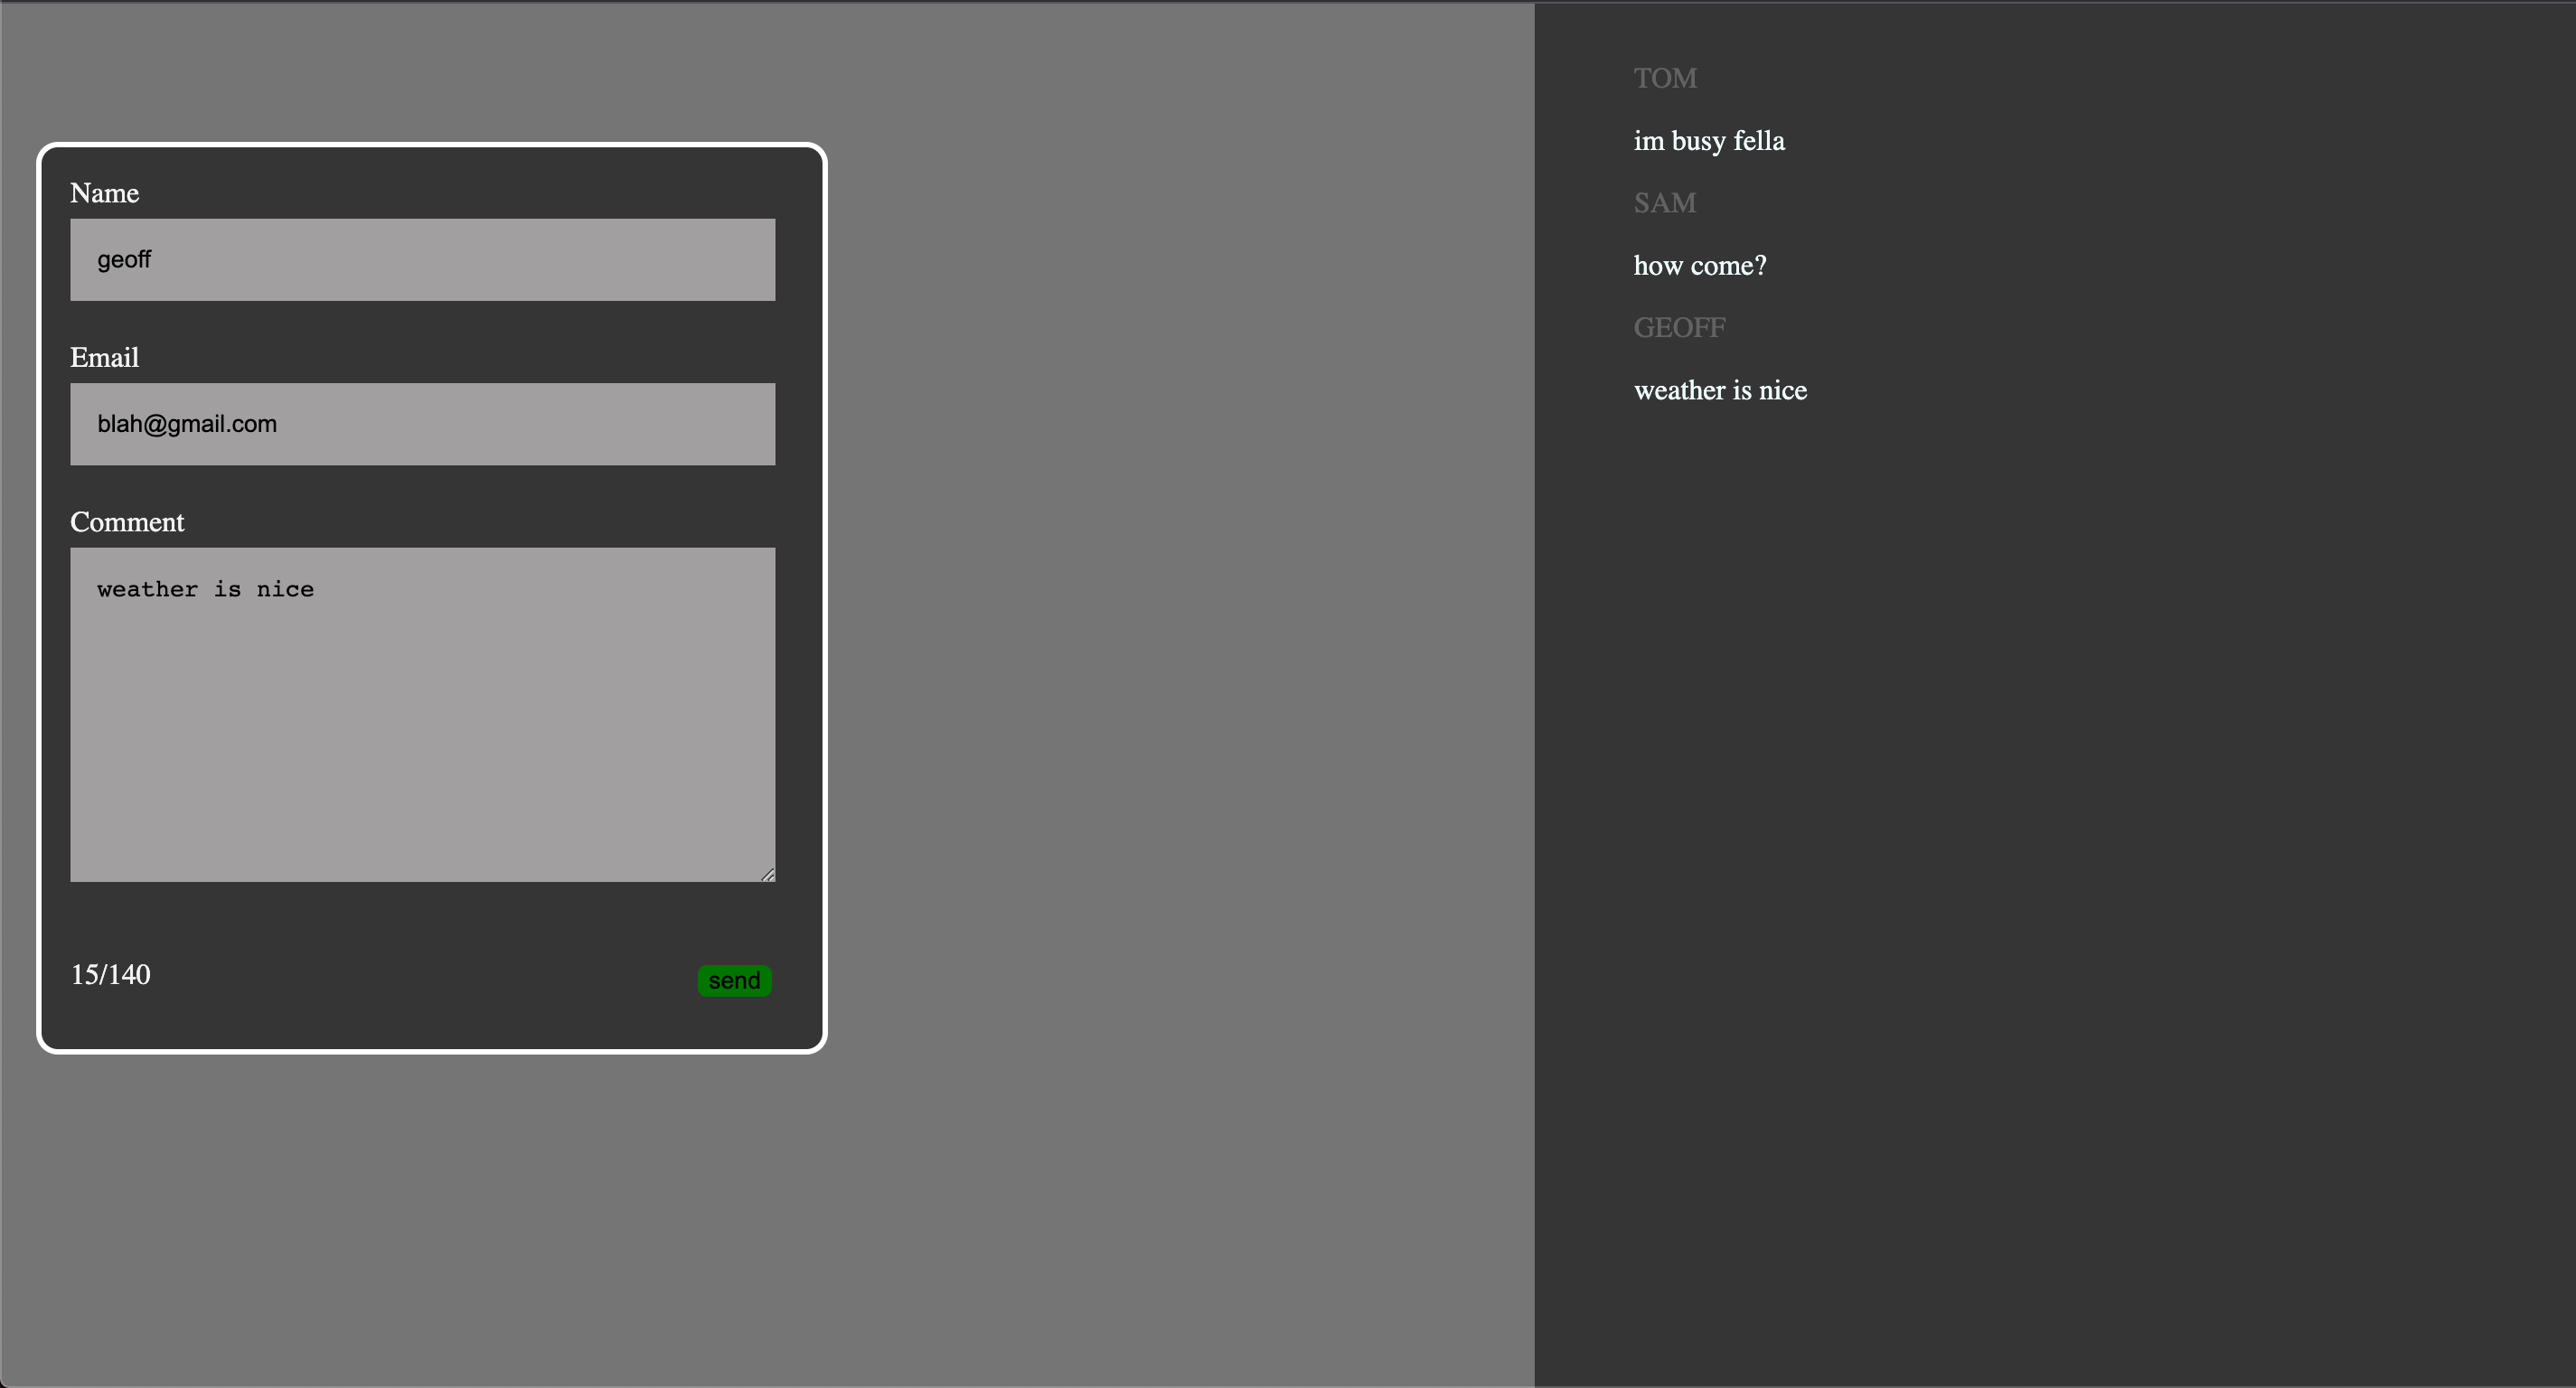 Name
geoff
Email
blah@gmail.com
Comment
weather is nice
15/140
send
TOM
im busy fella
SAM
how come?
GEOFF
weather is nice